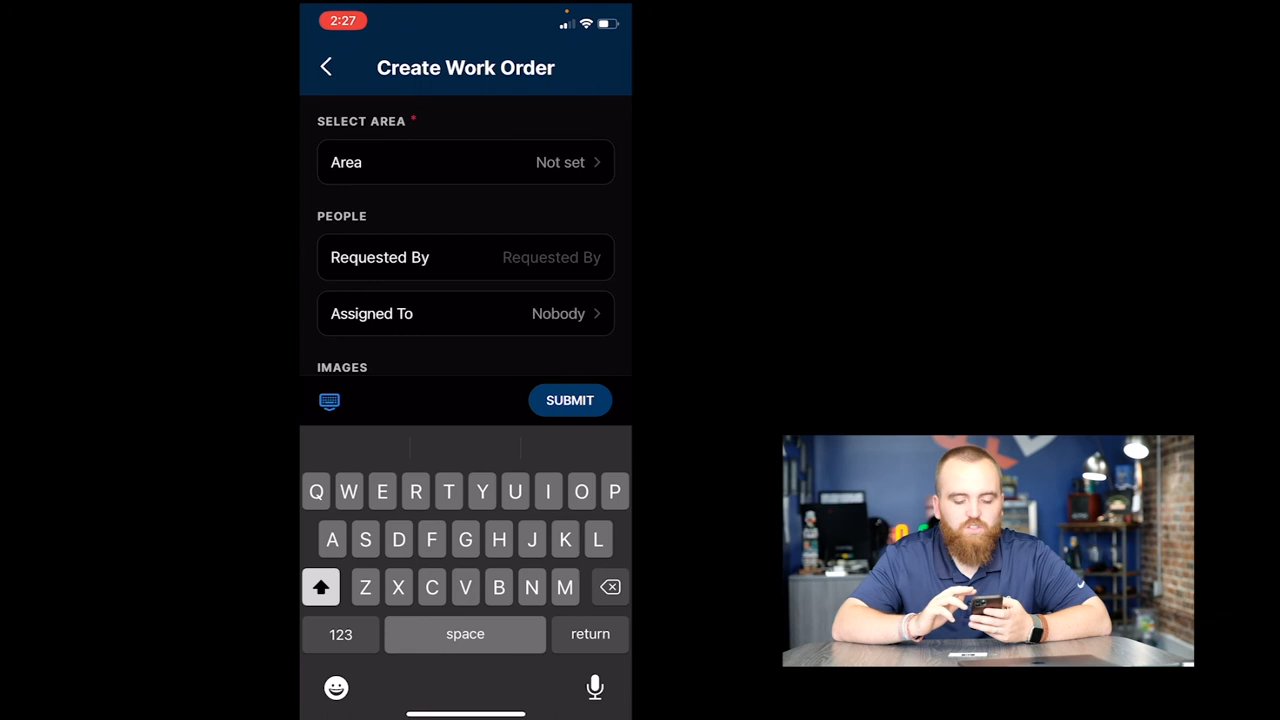 2:27
Create Work Order
SELECT AREA *
Area Not set
PEOPLE
Requested By Requested By
Assigned To Nobody
IMAGES
SUBMIT
Q W E R T Y U I O P
A S D F G H J K L
Z X C V B N M
123 space return